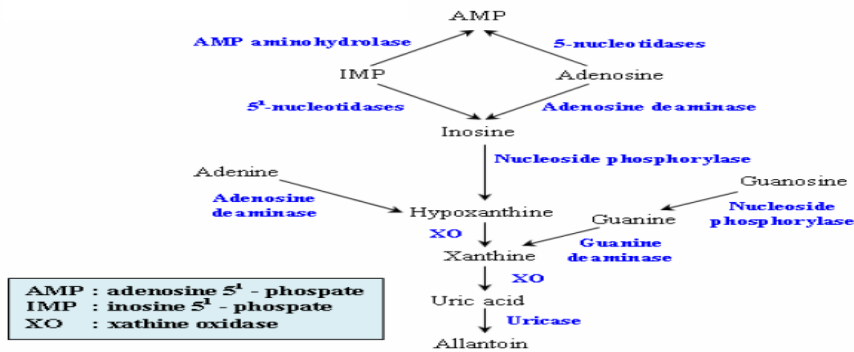 AMP
AMP aminohydrolase
5-nucleotidases
IMP
Adenosine
5¹-nucleotidases
Adenosine deaminase
Inosine
Nucleoside phosphorylase
Adenine
Guanosine
Adenosine
deaminase
Nucleoside
phosphorylase
Hypoxanthine
Guanine
XO
Guanine
deaminase
Xanthine
XO
AMP : adenosine 5¹ - phospate
IMP : inosine 5¹ - phospate
XO : xathine oxidase
Uric acid
Uricase
Allantoin